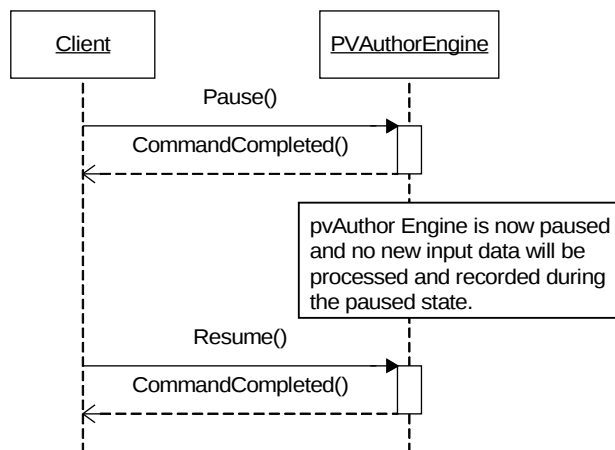 Client
PVAuthorEngine
Pause()
CommandCompleted()
pvAuthor Engine is now paused
and no new input data will be
processed and recorded during
the paused state.
Resume()
CommandCompleted()